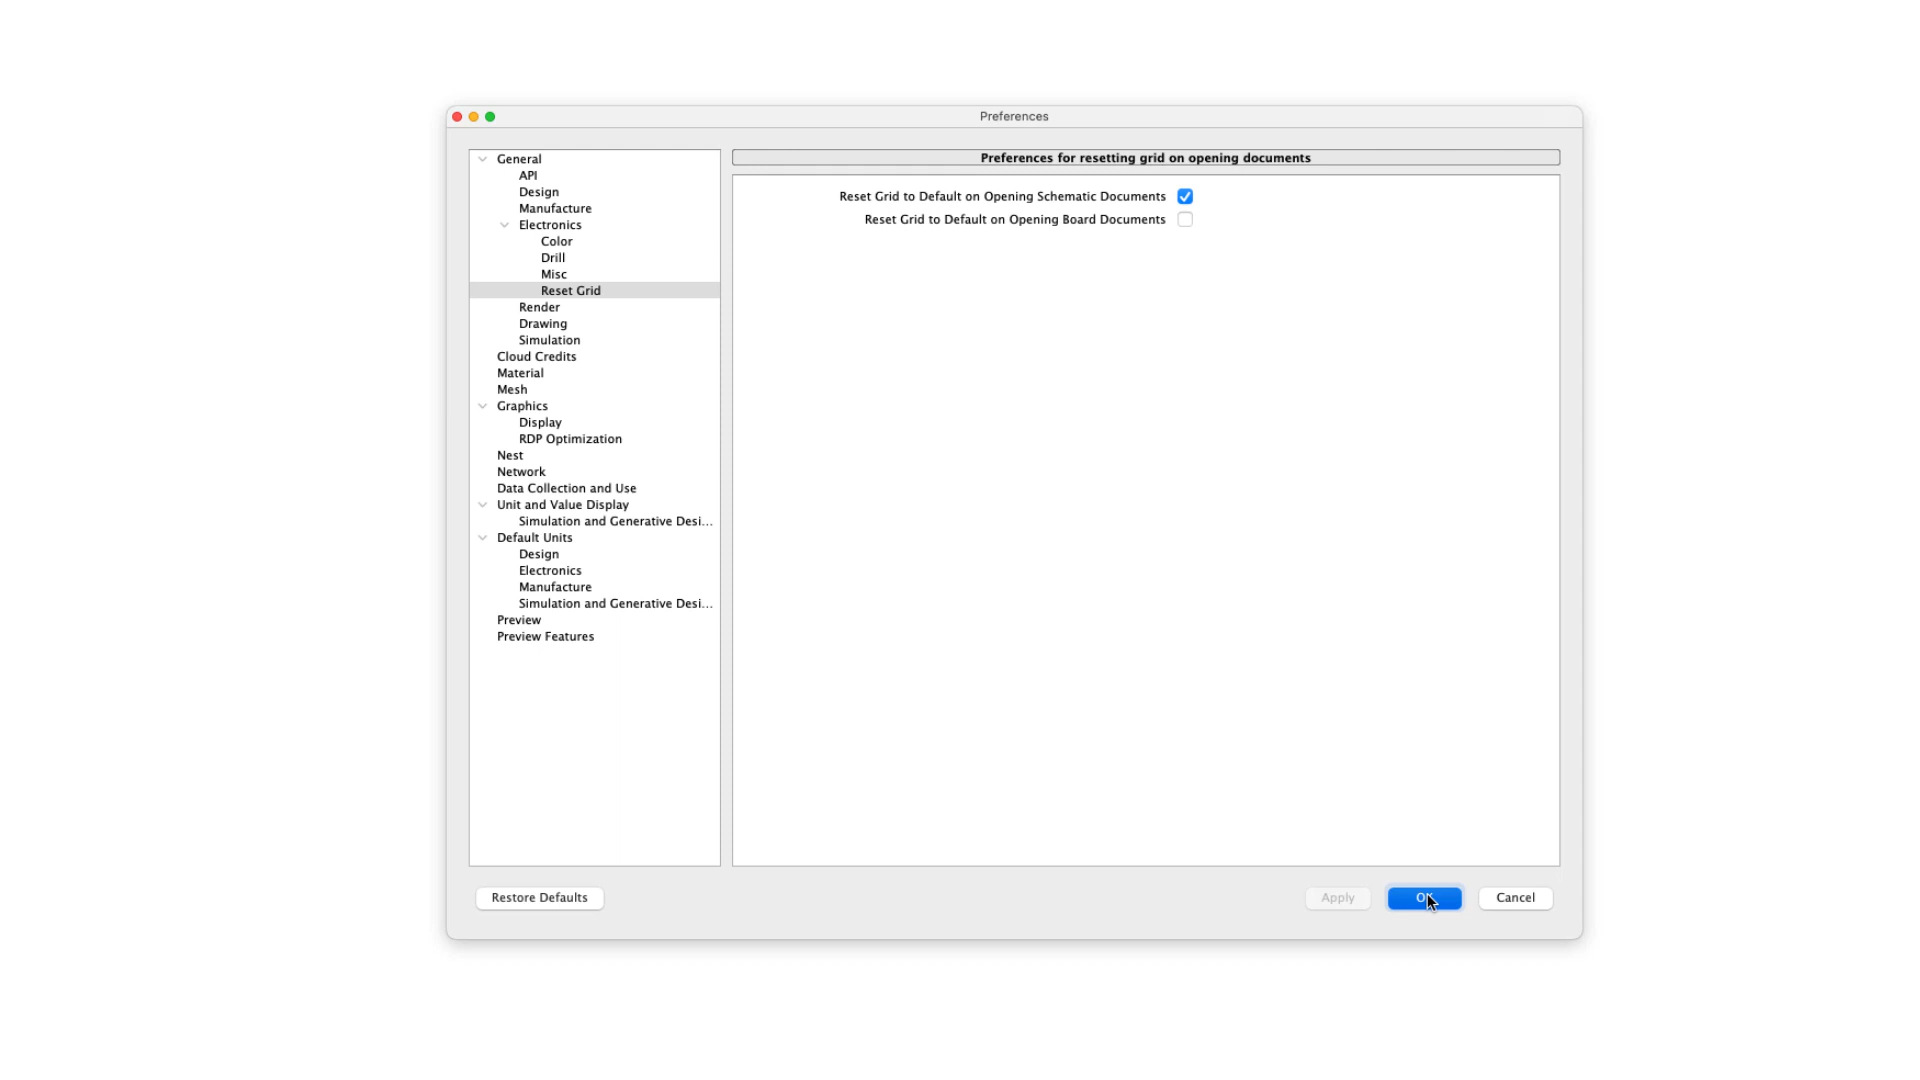 Preferences
General
API
Design
Manufacture
Electronics
Color
Drill
Misc
Reset Grid
Render
Drawing
Simulation
Cloud Credits
Material
Mesh
Graphics
Display
RDP Optimization
Nest
Network
Data Collection and Use
Unit and Value Display
Simulation and Generative Desi...
Default Units
Design
Electronics
Manufacture
Simulation and Generative Desi...
Preview
Preview Features
Preferences for resetting grid on opening documents
Reset Grid to Default on Opening Schematic Documents
Reset Grid to Default on Opening Board Documents
Restore Defaults
Apply
OK
Cancel